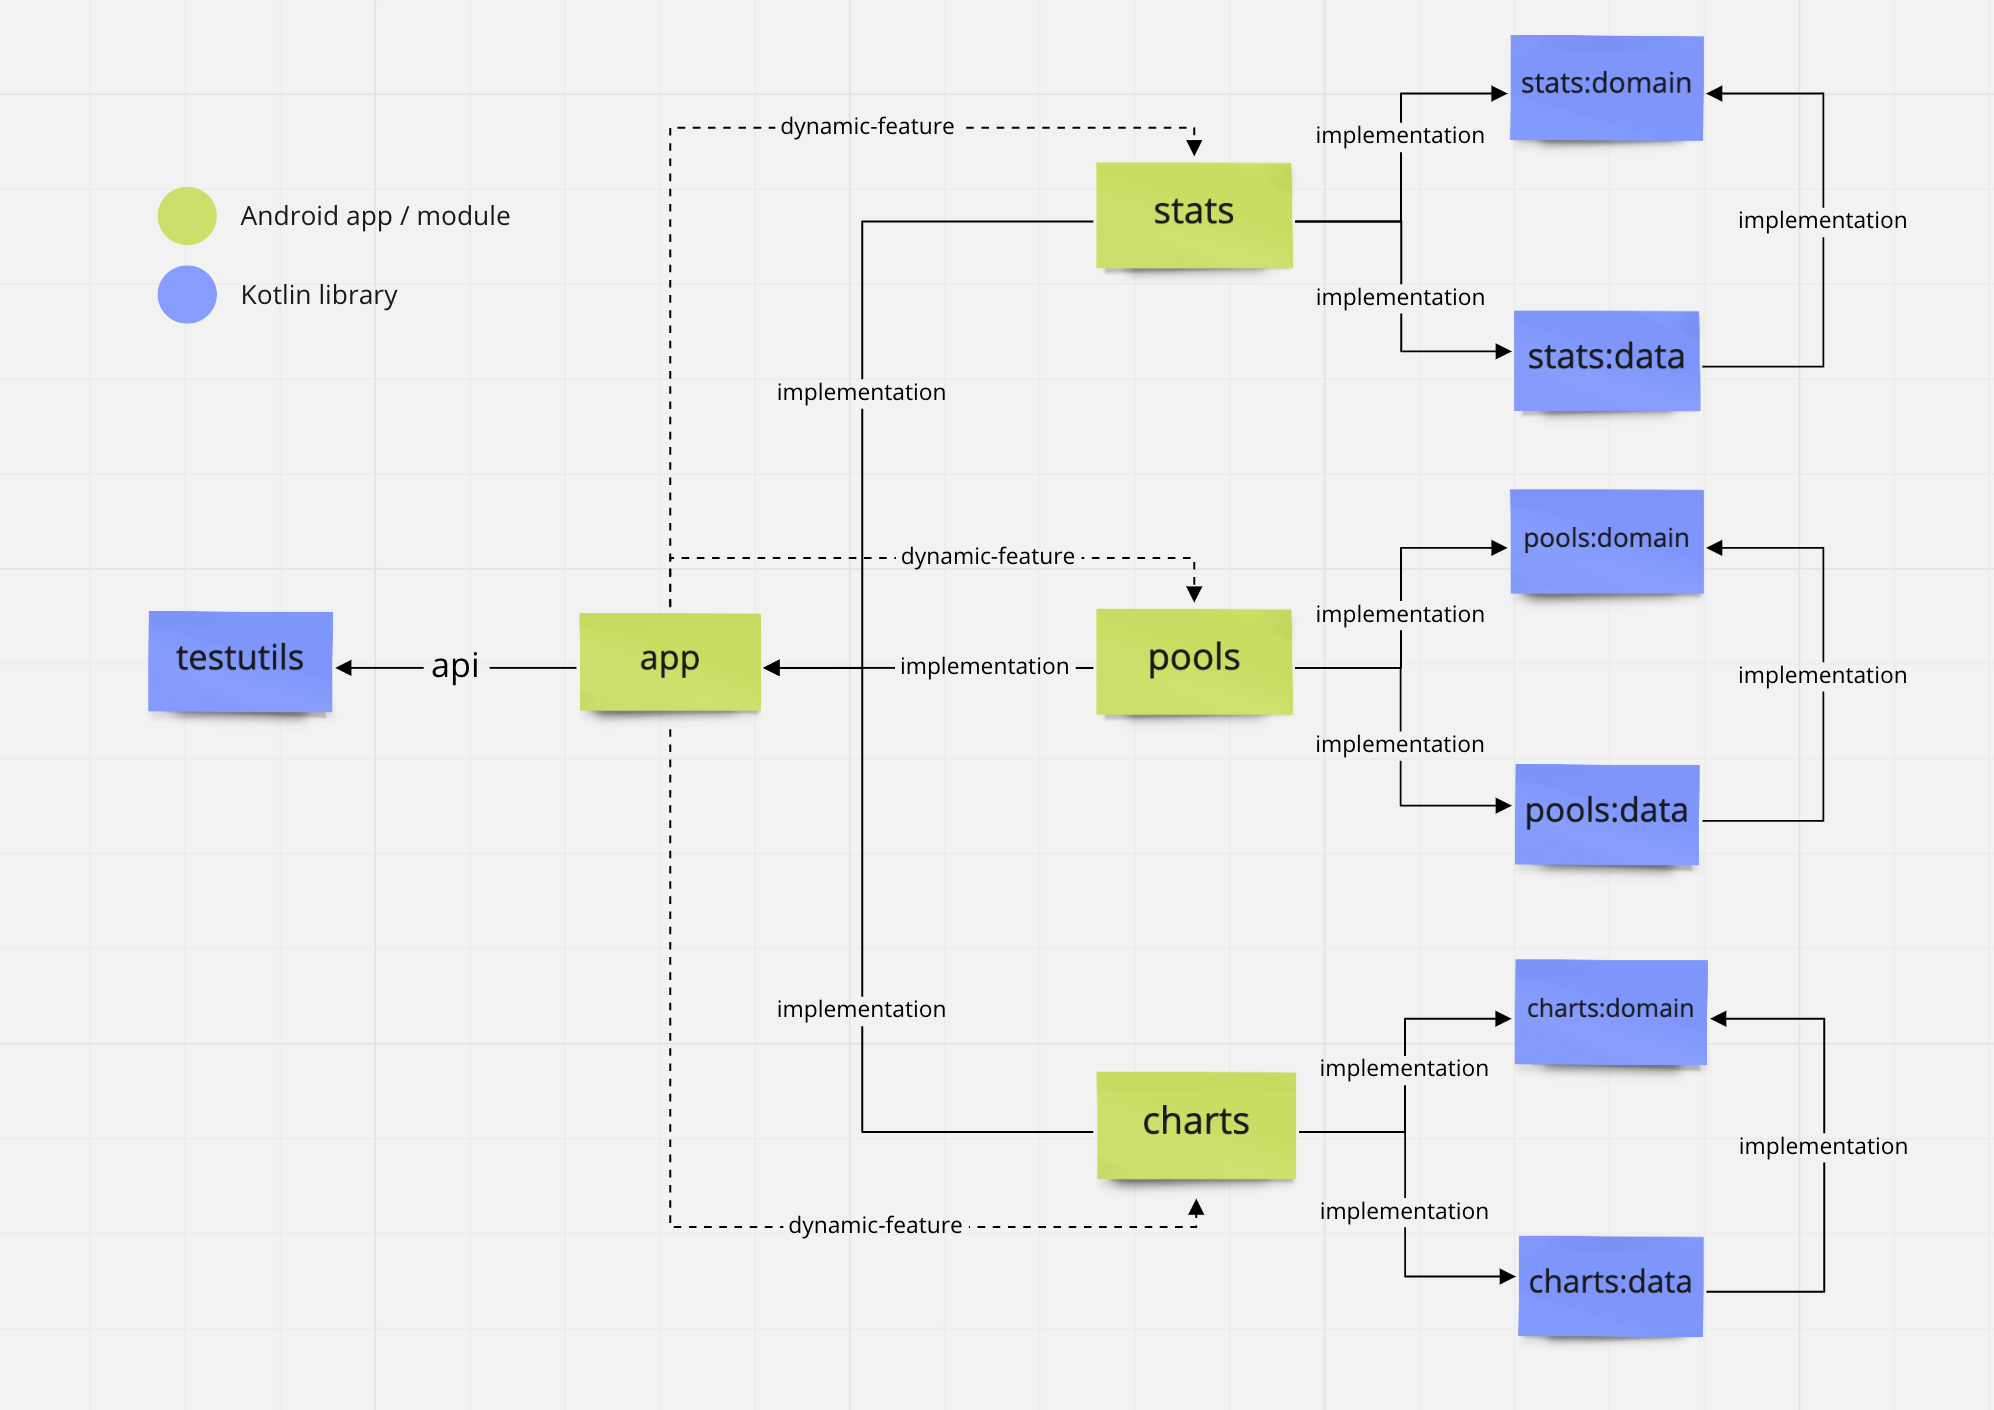 Android app / module
Kotlin library
dynamic-feature
stats
implementation
stats:domain
implementation
implementation
stats:data
implementation
dynamic-feature
testutils
api
app
implementation
pools
implementation
pools:domain
implementation
implementation
pools:data
implementation
charts
dynamic-feature
implementation
charts:domain
implementation
implementation
charts:data